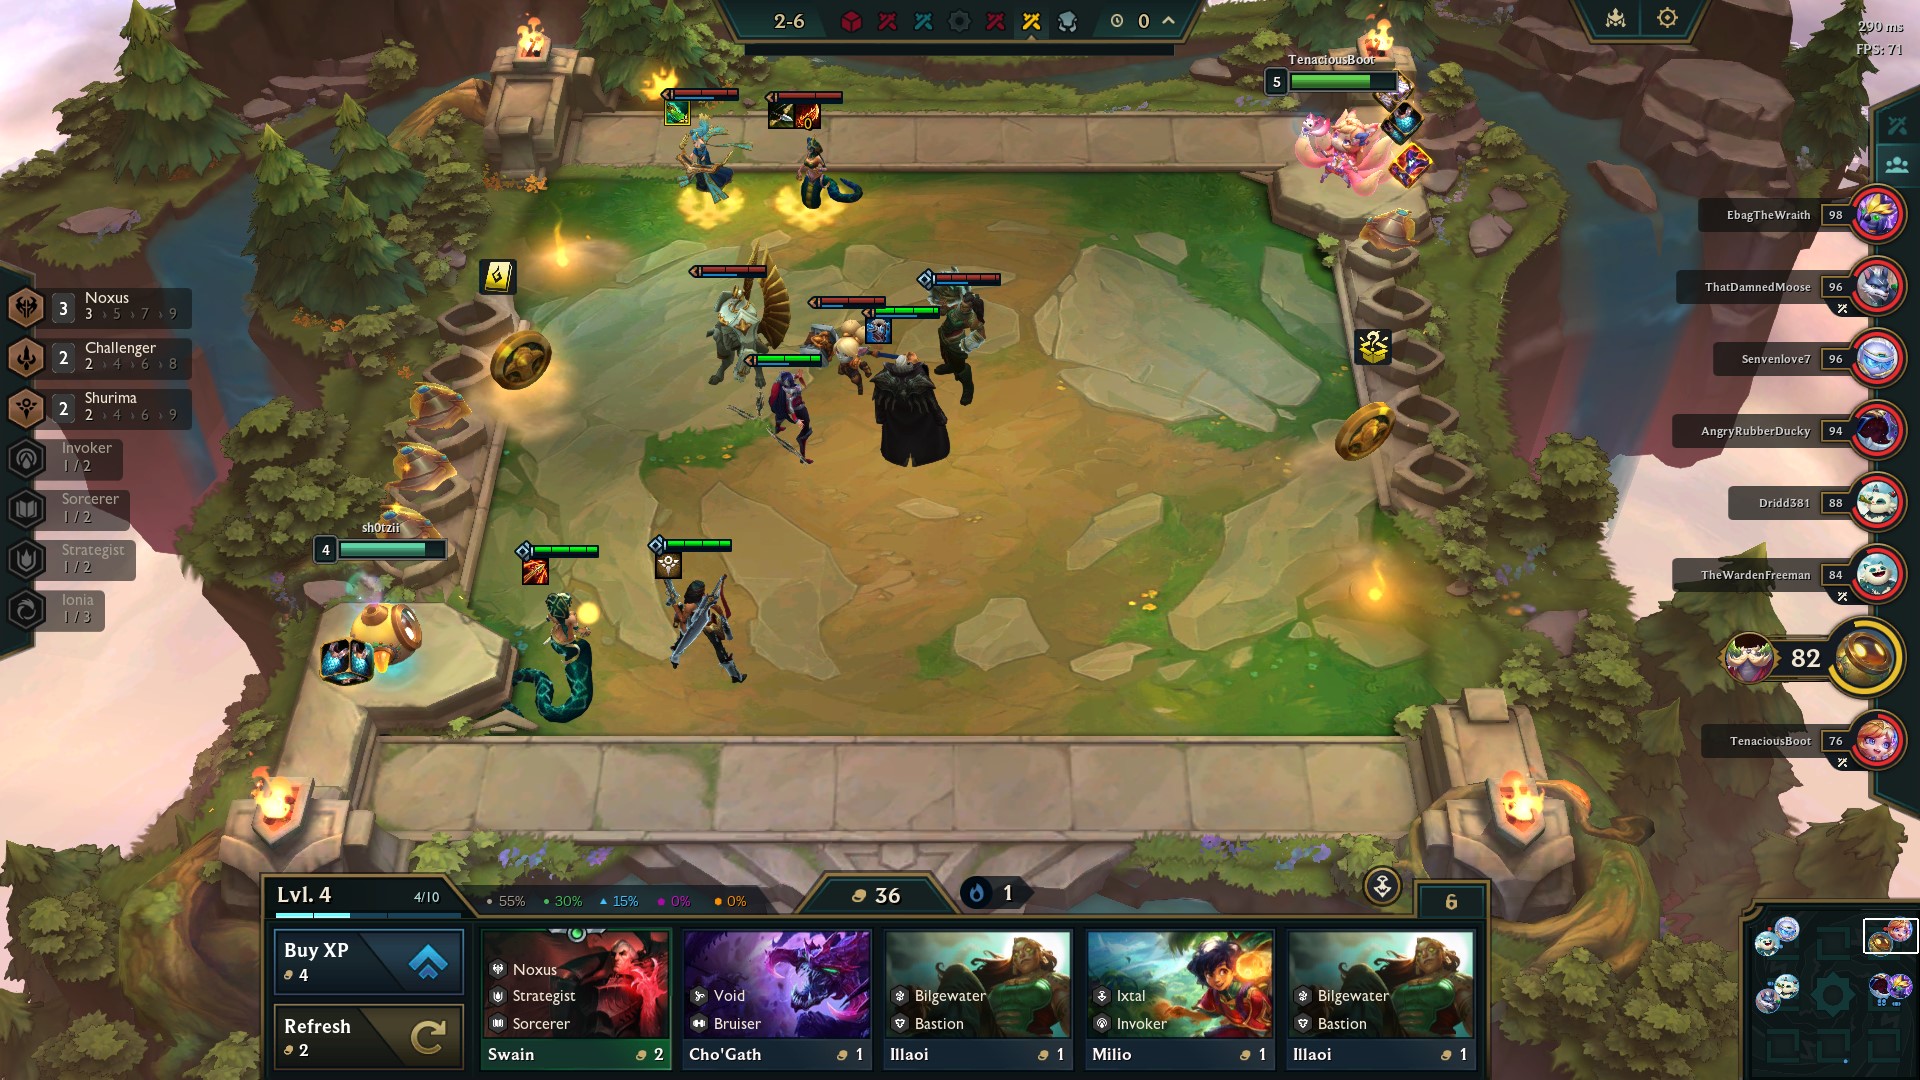 2-6
0
290 ms
FPS: 71
TenaciousBoot
5
0
EbagTheWraith 98
ThatDamnedMoose 96
Senvenlove7 96
AngryRubberDucky 94
Dridd381 88
TheWardenFreeman 84
82
TenaciousBoot 76
3 Noxus
3 › 5 › 7 › 9
2 Challenger
2 › 4 › 6 › 8
2 Shurima
2 › 4 › 6 › 9
Invoker
1 / 2
Sorcerer
1 / 2
Strategist
1 / 2
Ionia
1 / 3
sh0tzii
4
Lvl. 4 4/10
55% 30% 15% 0% 0%
36
1
6
Buy XP
4
Refresh
2
Noxus
Strategist
Sorcerer
Swain 2
Void
Bruiser
Cho'Gath 1
Bilgewater
Bastion
Illaoi 1
Ixtal
Invoker
Milio 1
Bilgewater
Bastion
Illaoi 1